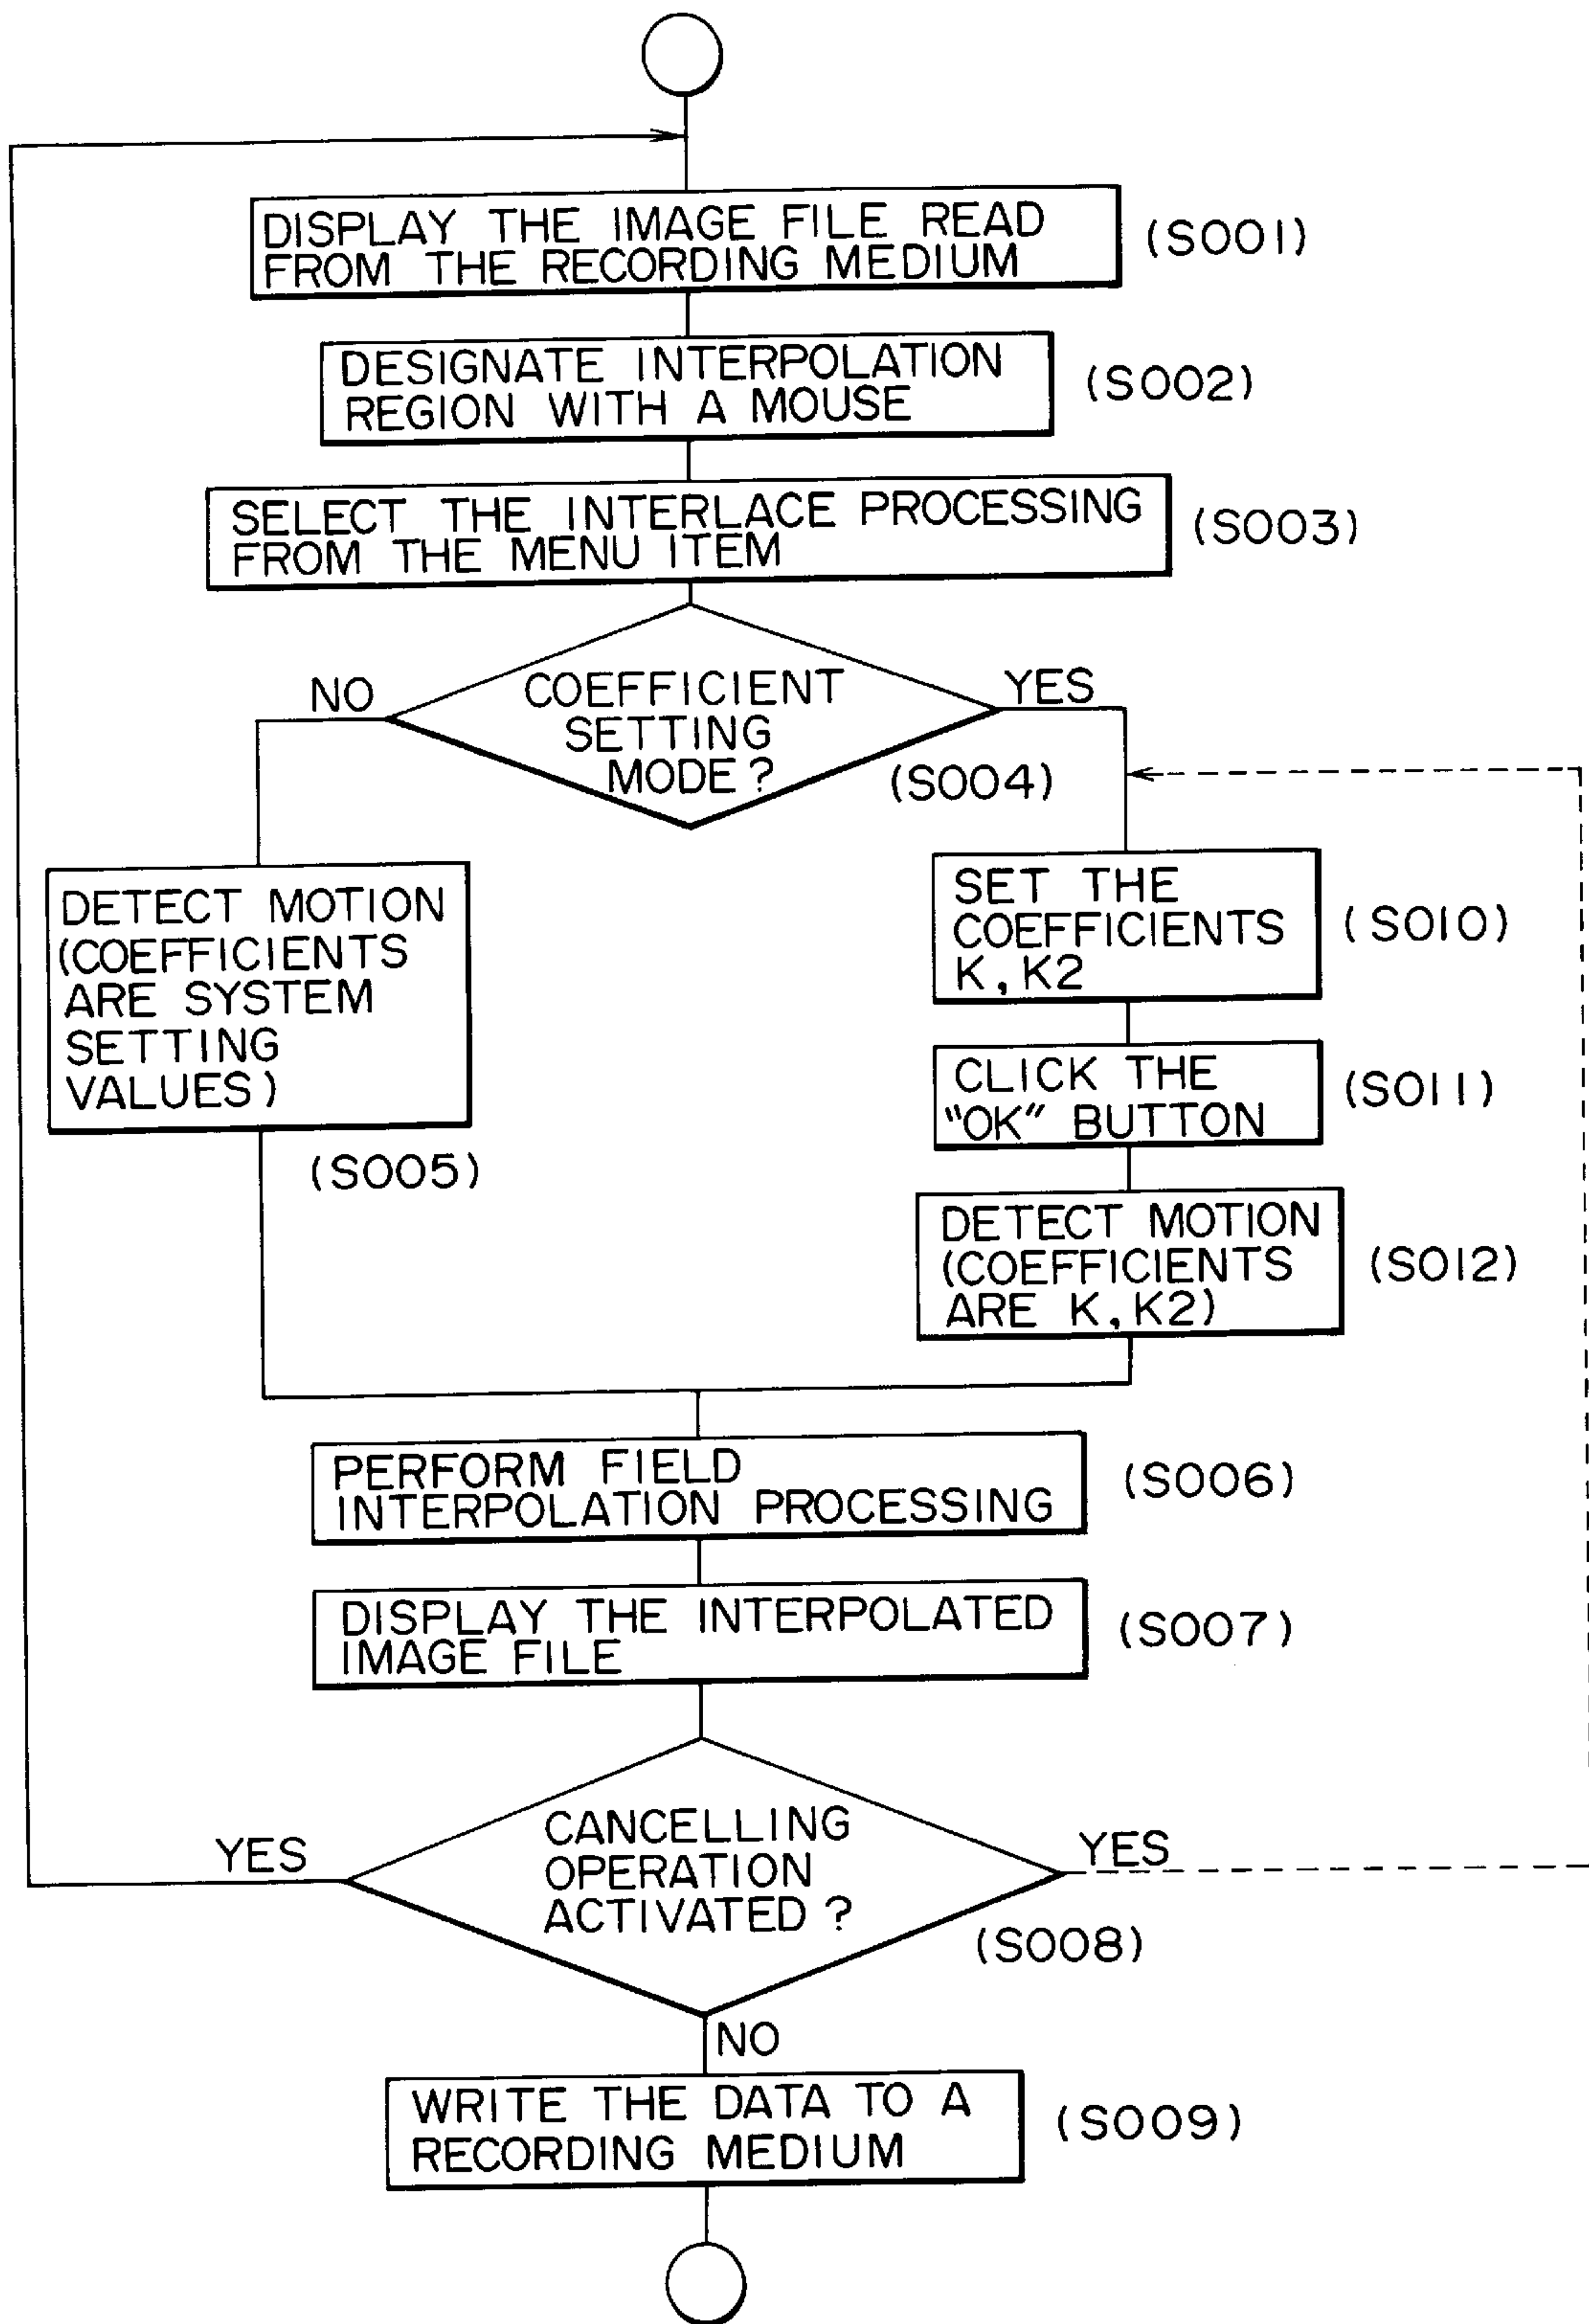 DISPLAY THE IMAGE FILE READ
FROM THE RECORDING MEDIUM
(S001)
DESIGNATE INTERPOLATION
REGION WITH A MOUSE
(S002)
SELECT THE INTERLACE PROCESSING
FROM THE MENU ITEM
(S003)
NO
COEFFICIENT
SETTING
MODE?
YES
(S004)
DETECT MOTION
(COEFFICIENTS
ARE SYSTEM
SETTING
VALUES)
(S005)
SET THE
COEFFICIENTS
K, K2
(S010)
CLICK THE
"OK" BUTTON
(S011)
DETECT MOTION
(COEFFICIENTS
ARE K, K2)
(S012)
PERFORM FIELD
INTERPOLATION PROCESSING
(S006)
DISPLAY THE INTERPOLATED
IMAGE FILE
(S007)
YES
CANCELLING
OPERATION
ACTIVATED?
YES
(S008)
NO
WRITE THE DATA TO A
RECORDING MEDIUM
(S009)